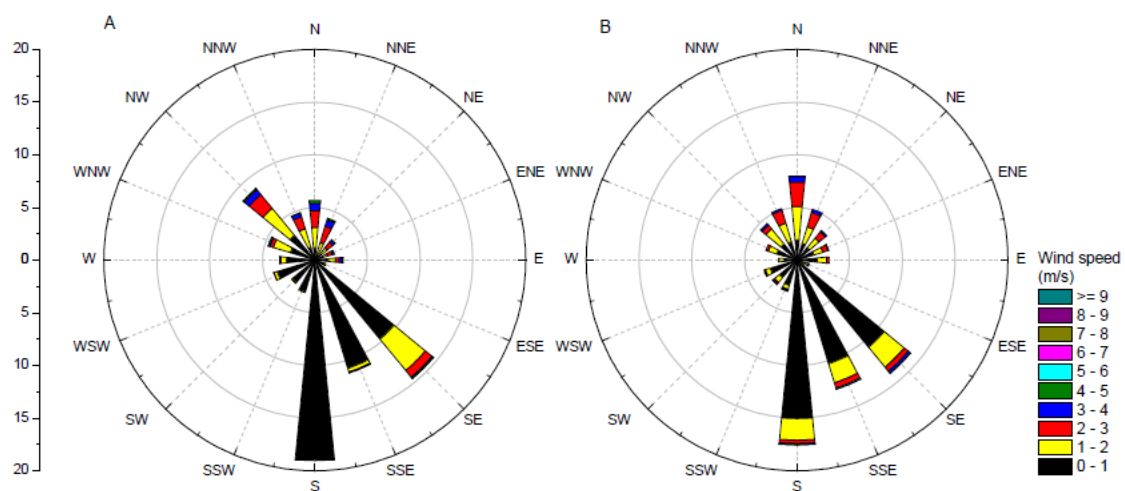 A
N
NNE
NE
ENE
E
ESE
SE
SSE
S
SSW
SW
WSW
W
WNW
NW
NNW
20
15
10
5
0
5
10
15
20
B
N
NNE
NE
ENE
E
ESE
SE
SSE
S
SSW
SW
WSW
W
WNW
NW
NNW
Wind speed
(m/s)
>= 9
8 - 9
7 - 8
6 - 7
5 - 6
4 - 5
3 - 4
2 - 3
1 - 2
0 - 1